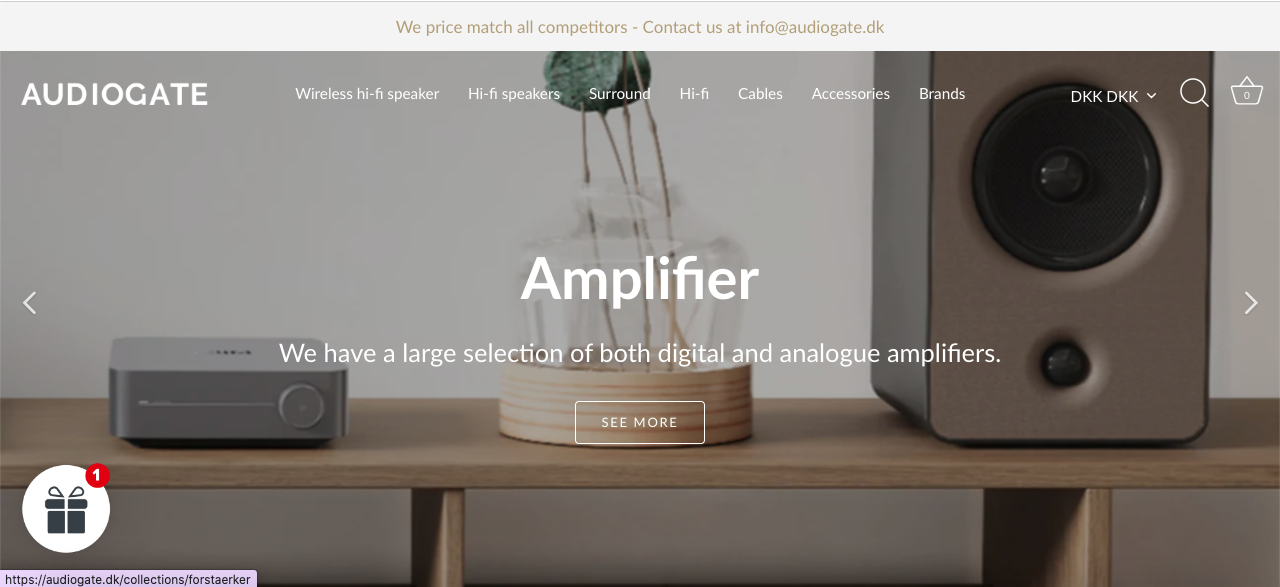 We price match all competitors - Contact us at info@audiogate.dk
AUDIOGATE
Wireless hi-fi speaker Hi-fi speakers Surround Hi-fi Cables Accessories Brands
DKK DKK
0
Amplifier
We have a large selection of both digital and analogue amplifiers.
SEE MORE
1
https://audiogate.dk/collections/forstaerker